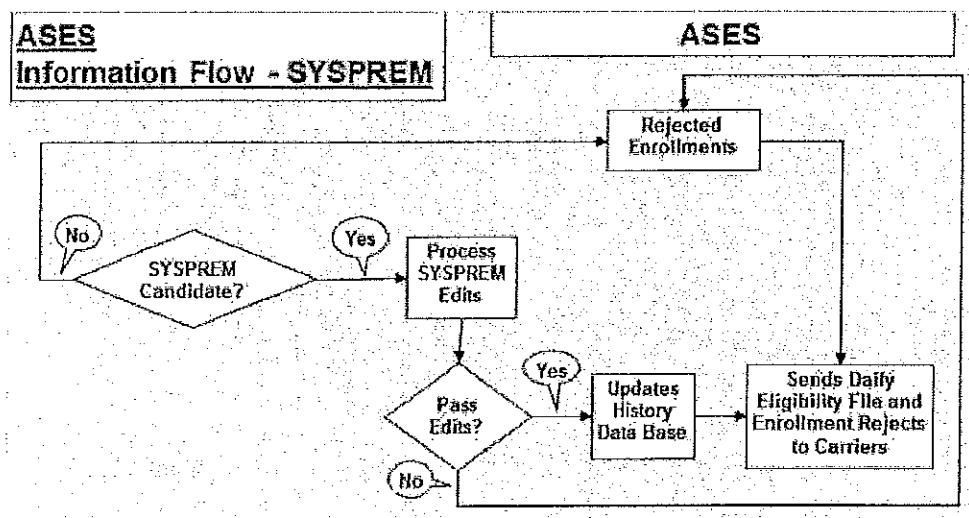 ASES
Information Flow - SYSPREM
ASES
Rejected
Enrollments
No
SYSPREM
Candidate?
Yes
Process
SYSPREM
Edits
Pass
Edits?
Yes
No
Updates
History
Data Base
Sends Daily
Eligibility File and
Enrollment Rejects
to Carriers